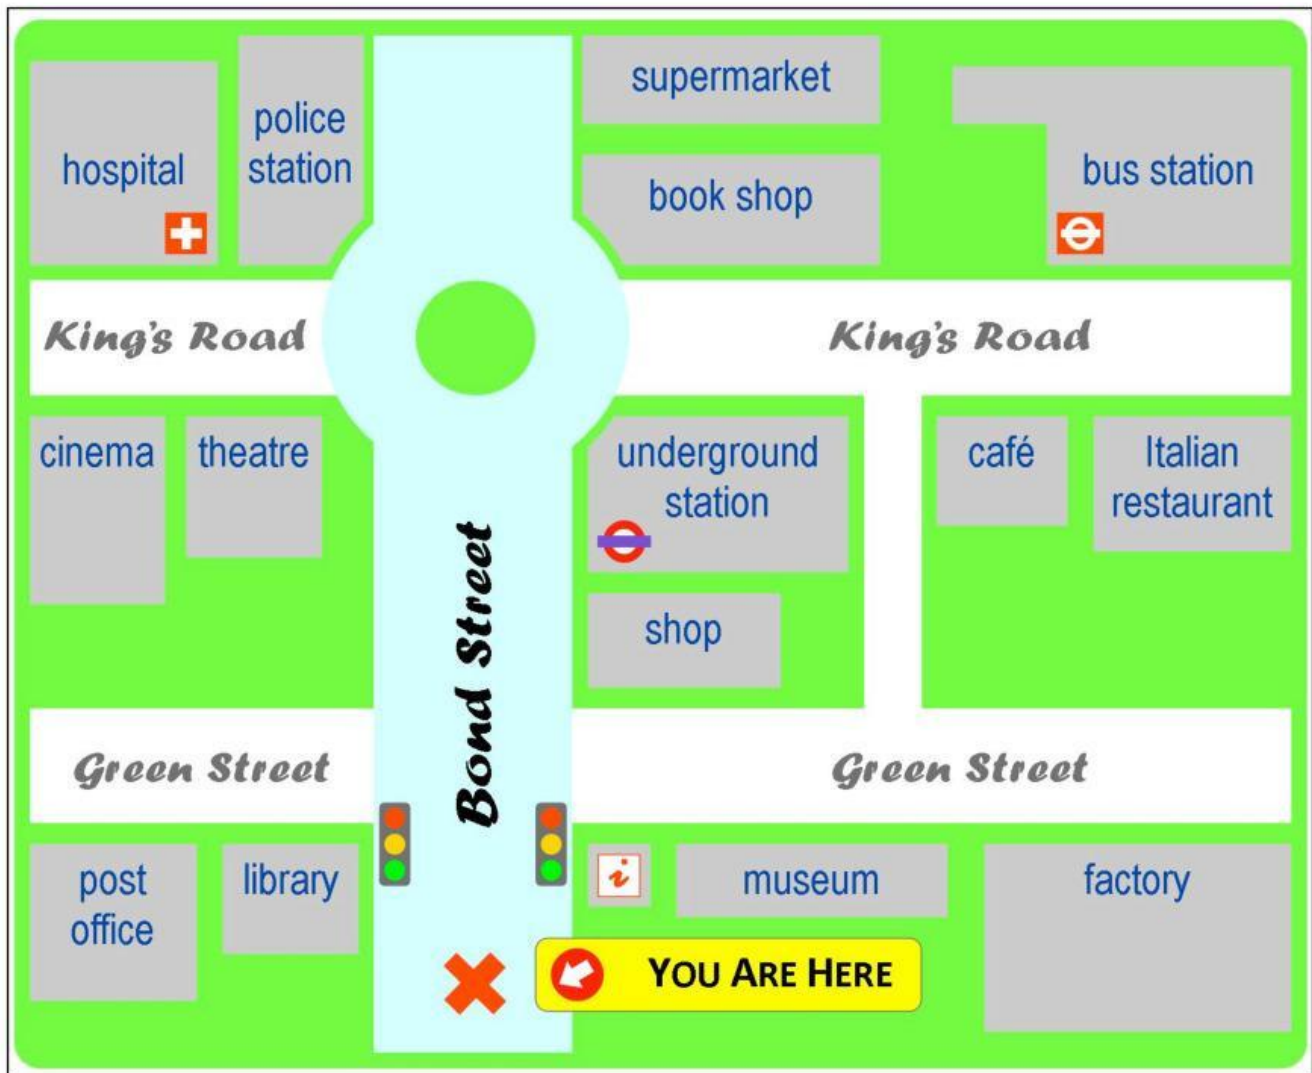 supermarket
police
station
hospital
book shop
bus station
King's Road
King's Road
cinema
theatre
underground
station
café
Italian
restaurant
Bond Street
shop
Green Street
Green Street
post
office
library
i
museum
factory
YOU ARE HERE